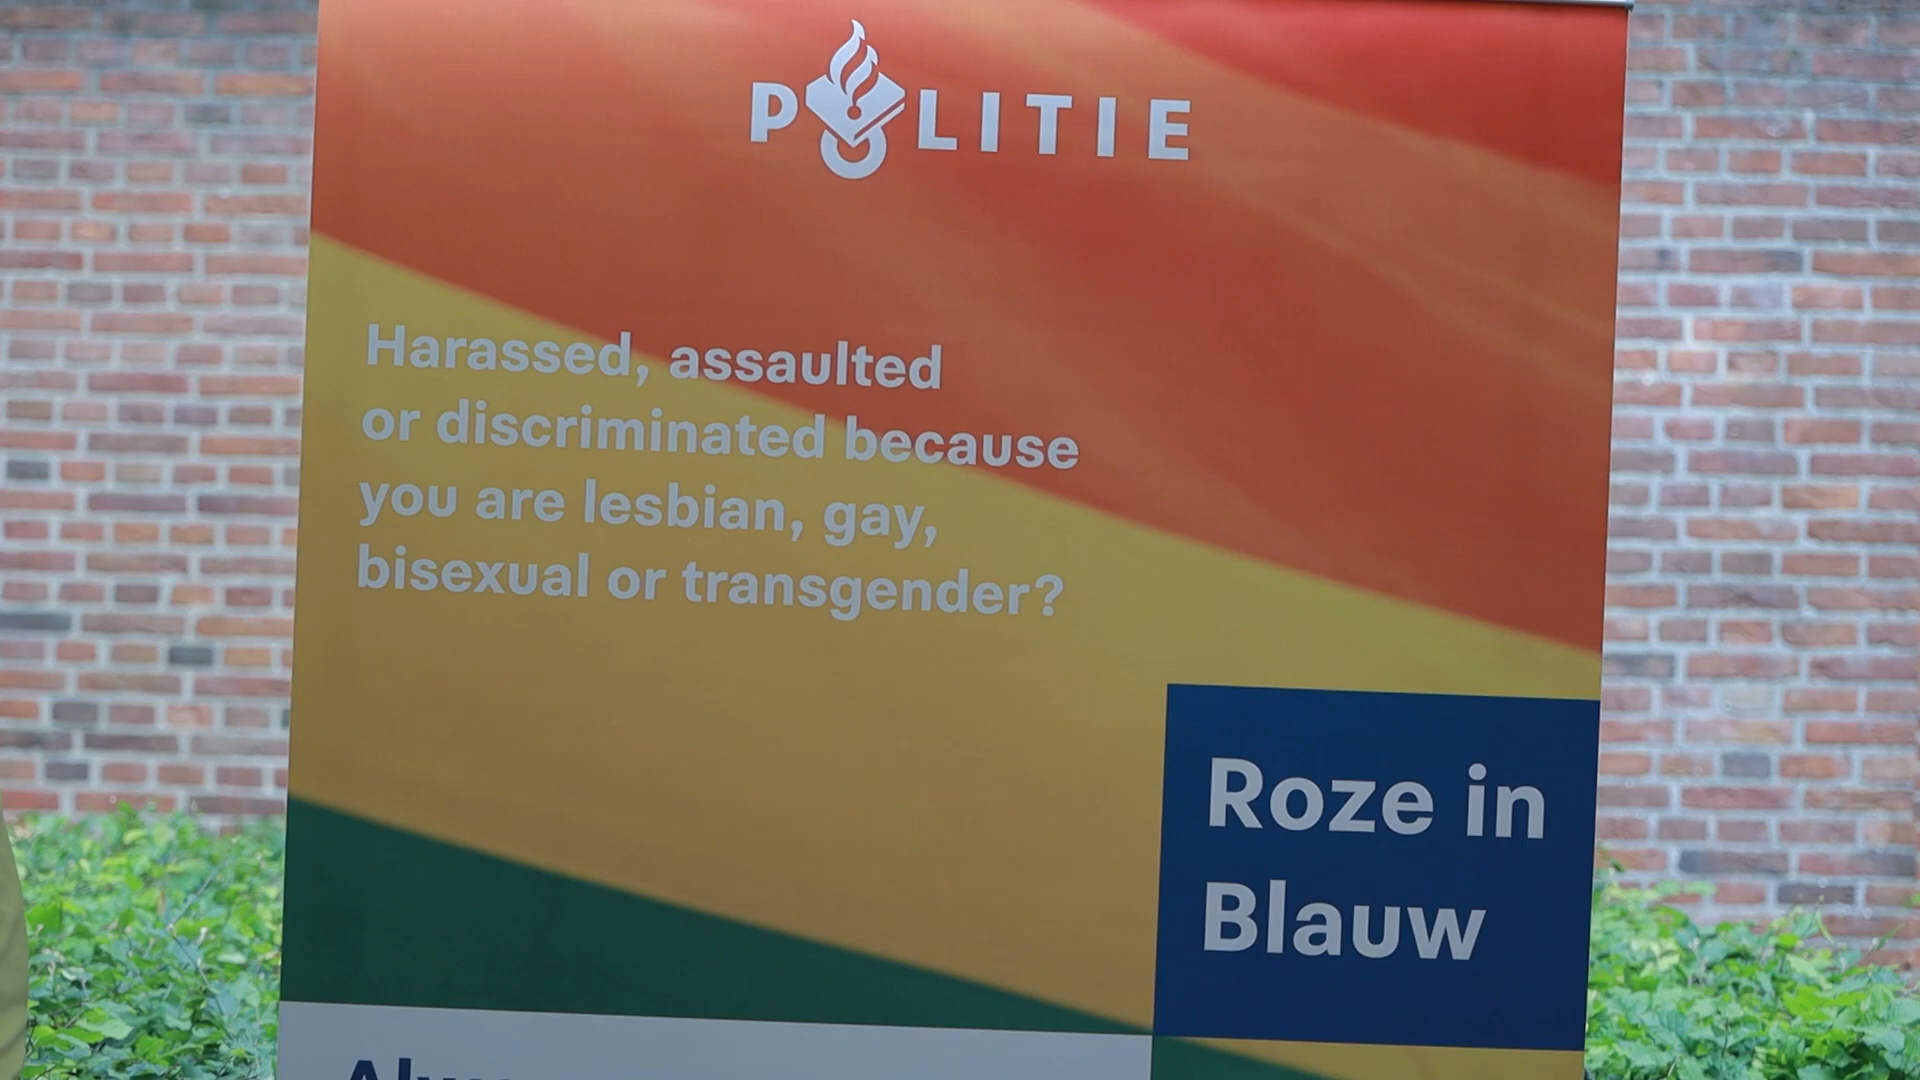 POLITIE
Harassed, assaulted
or discriminated because
you are lesbian, gay,
bisexual or transgender?
Roze in
Blauw